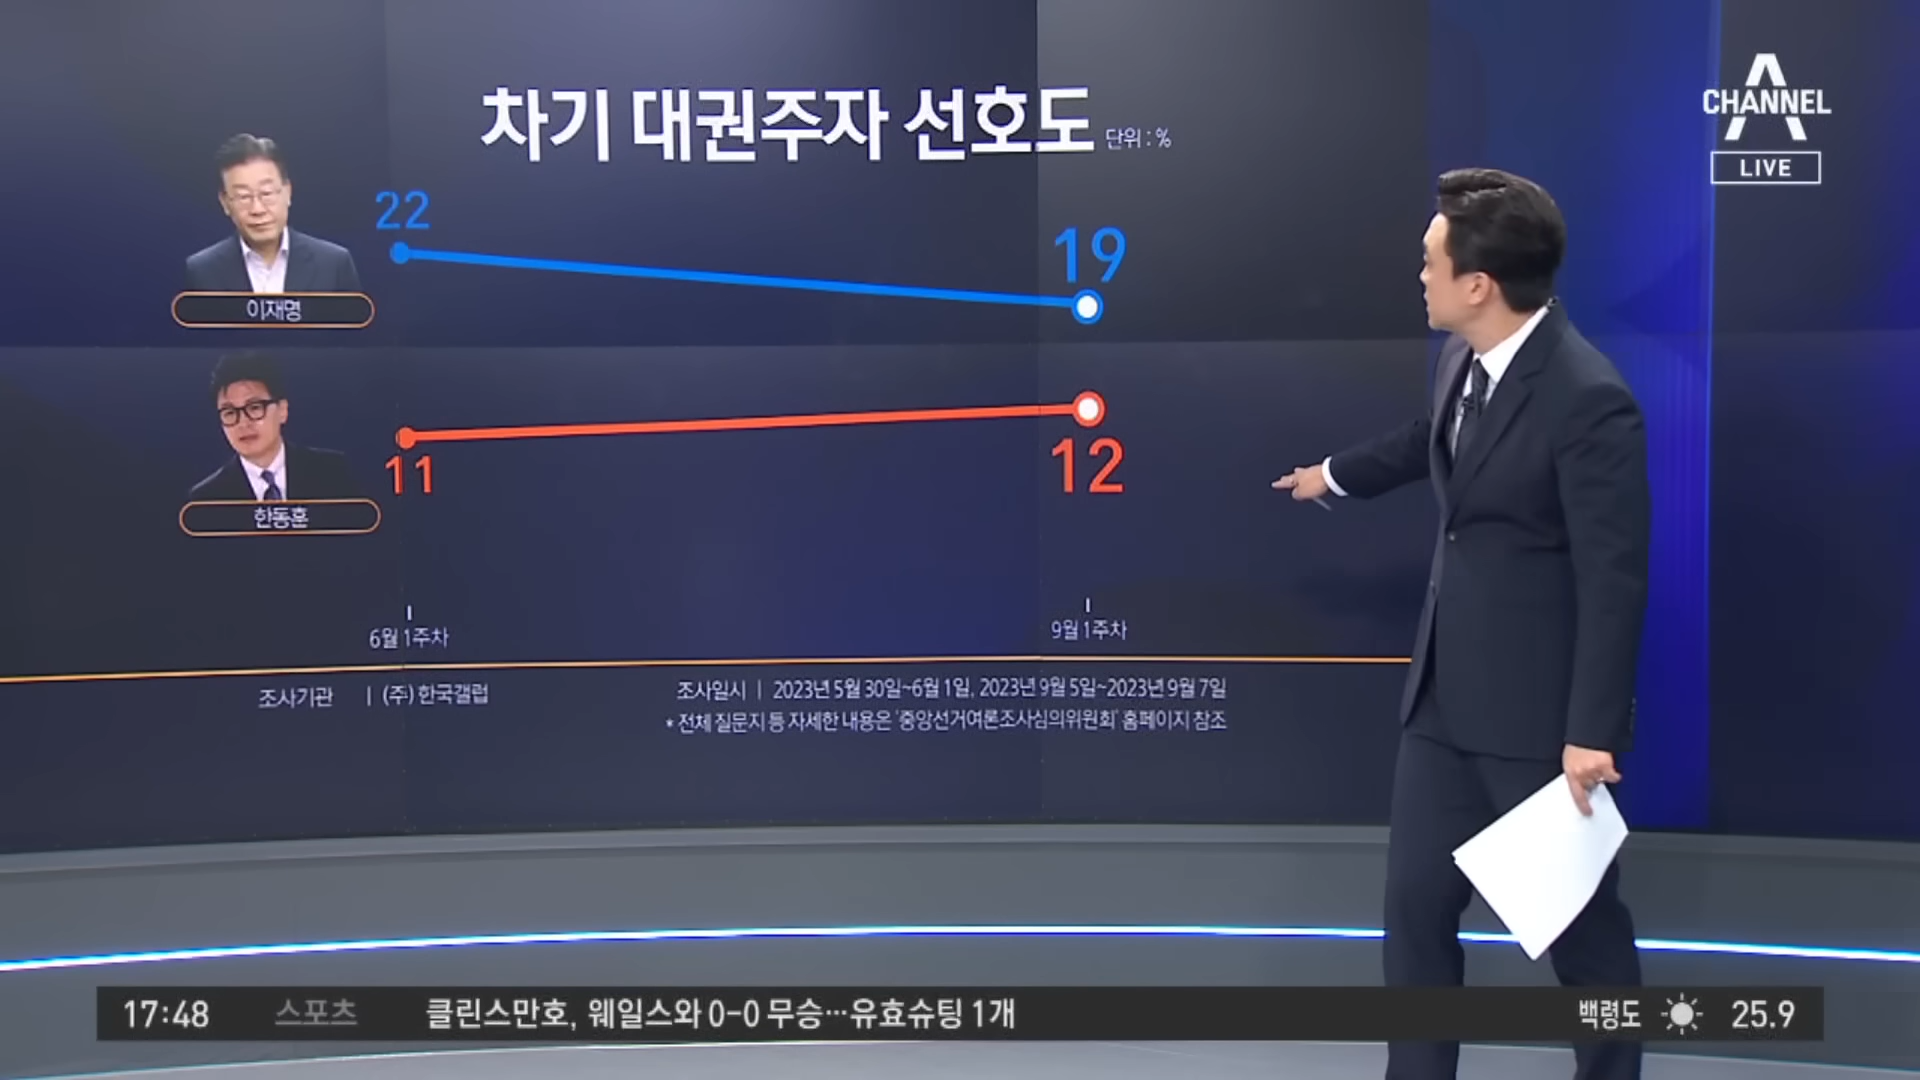 차기 대권주자 선호도 단위 : %
CHANNEL A
LIVE
22
19
이재명
11
12
한동훈
6월 1주차
9월 1주차
조사기관 | (주) 한국갤럽
조사일시 | 2023년 5월 30일~6월 1일, 2023년 9월 5일~2023년 9월 7일
* 전체 질문지 등 자세한 내용은 '중앙선거여론조사심의위원회' 홈페이지 참조
17:48 스포츠 클린스만호, 웨일스와 0-0 무승…유효슈팅 1개 백령도 25.9